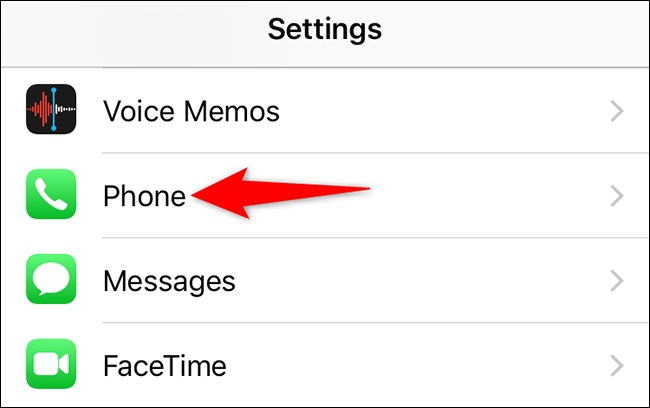 Settings
Voice Memos
Phone
Messages
FaceTime